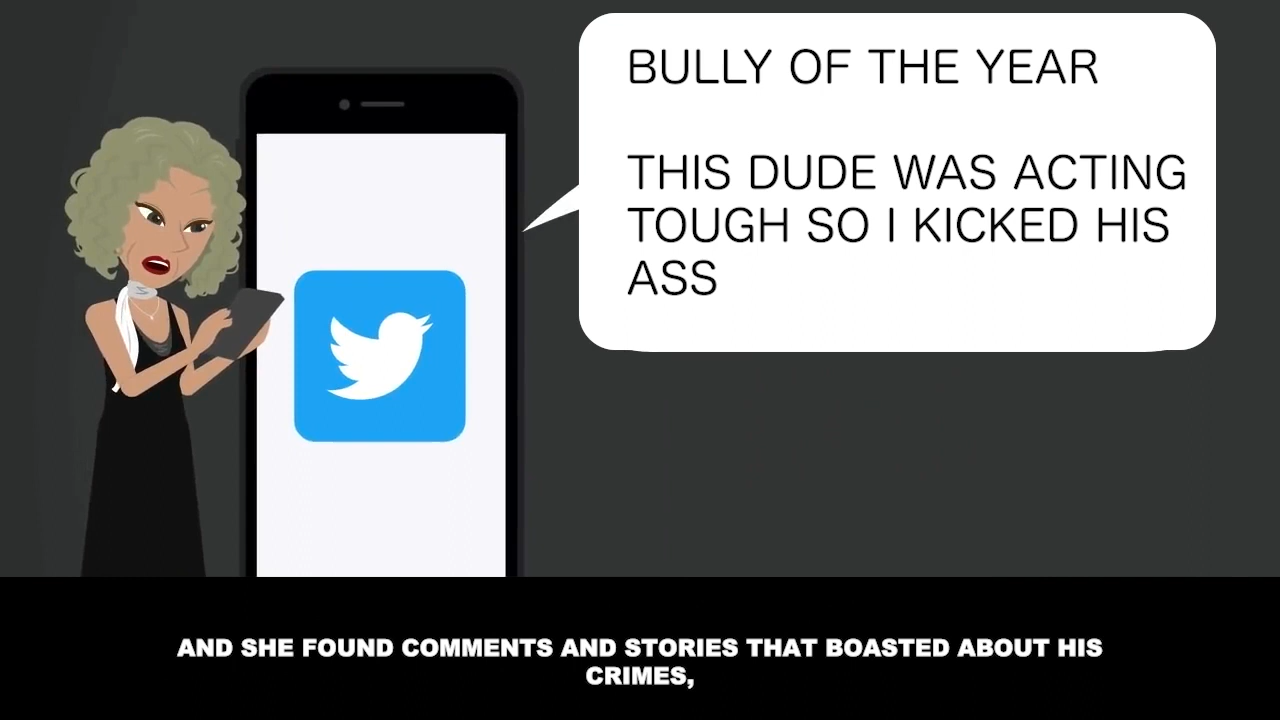 BULLY OF THE YEAR
THIS DUDE WAS ACTING
TOUGH SO I KICKED HIS
ASS
AND SHE FOUND COMMENTS AND STORIES THAT BOASTED ABOUT HIS
CRIMES,